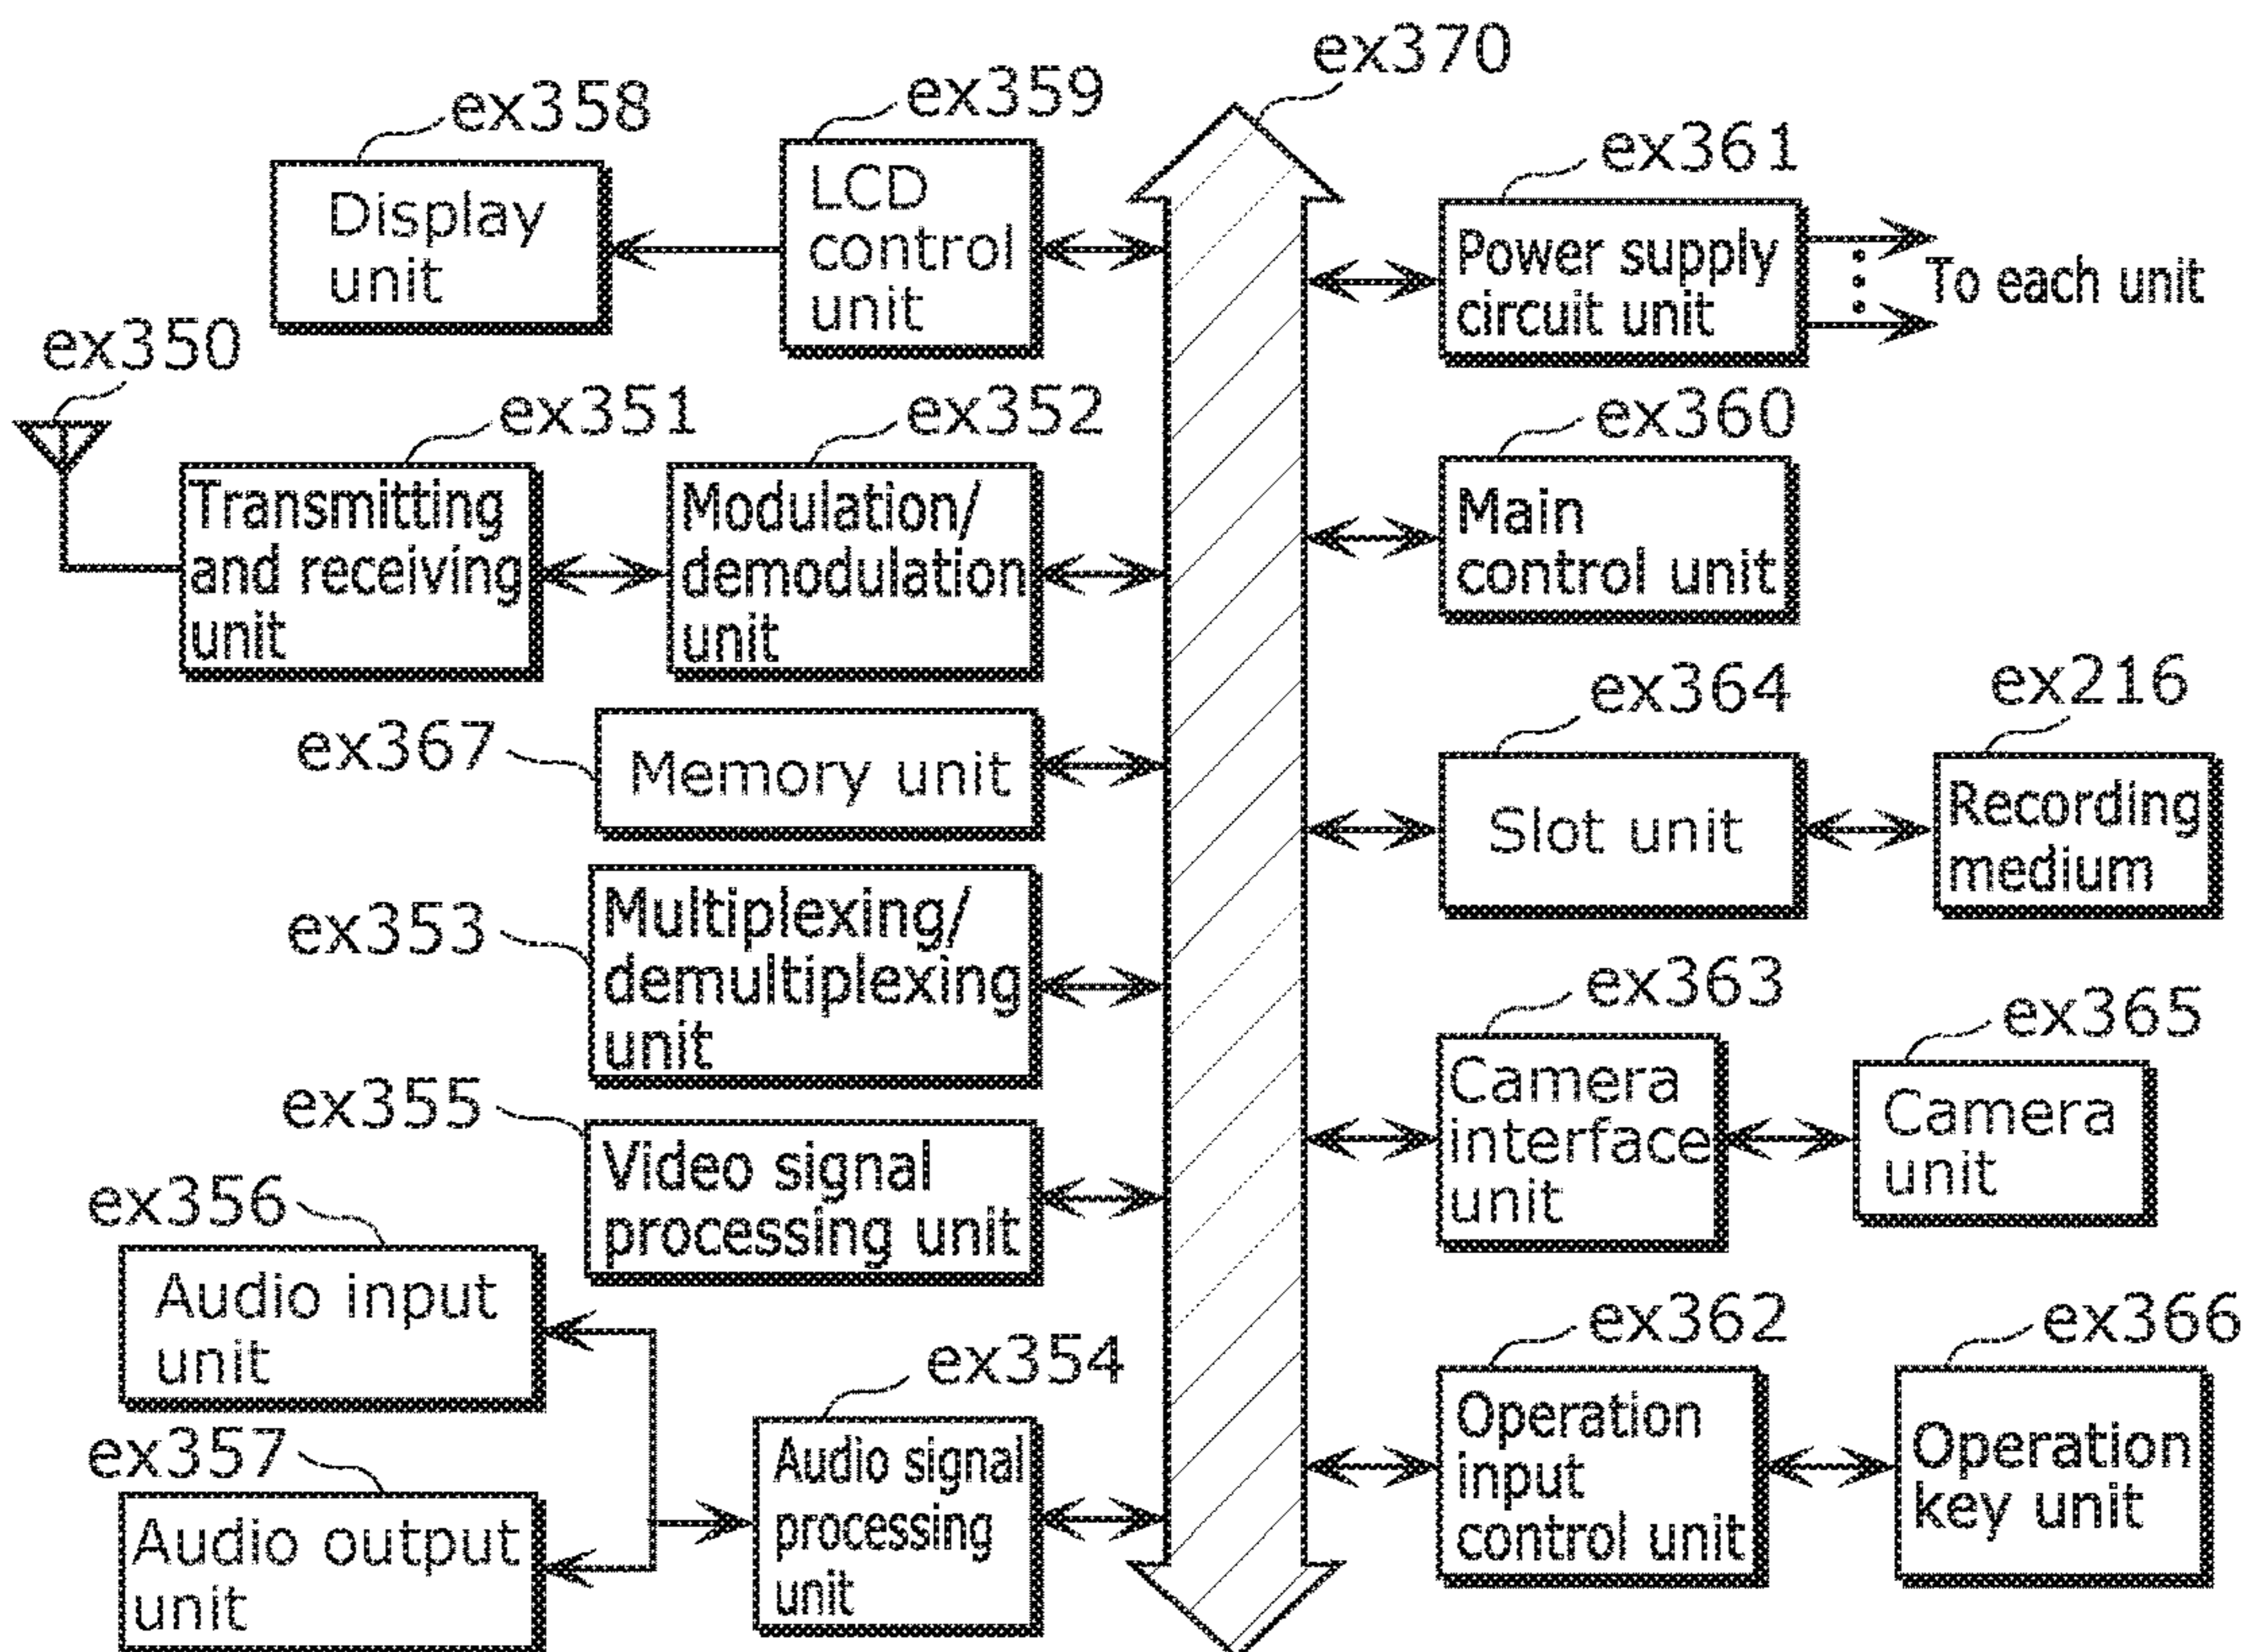 ex370
ex358
ex359
ex361
Display
unit
LCD
control
unit
Power supply
circuit unit
To each unit
ex350
ex351
ex352
ex360
Transmitting
and receiving
unit
Modulation/
demodulation
unit
Main
control unit
ex364
ex216
ex367
Memory unit
Slot unit
Recording
medium
ex353
Multiplexing/
demultiplexing
unit
ex363
ex365
Camera
interface
unit
Camera
unit
ex355
Video signal
processing unit
ex356
Audio input
unit
ex362
ex366
ex354
Operation
input
control unit
Operation
key unit
ex357
Audio output
unit
Audio signal
processing
unit